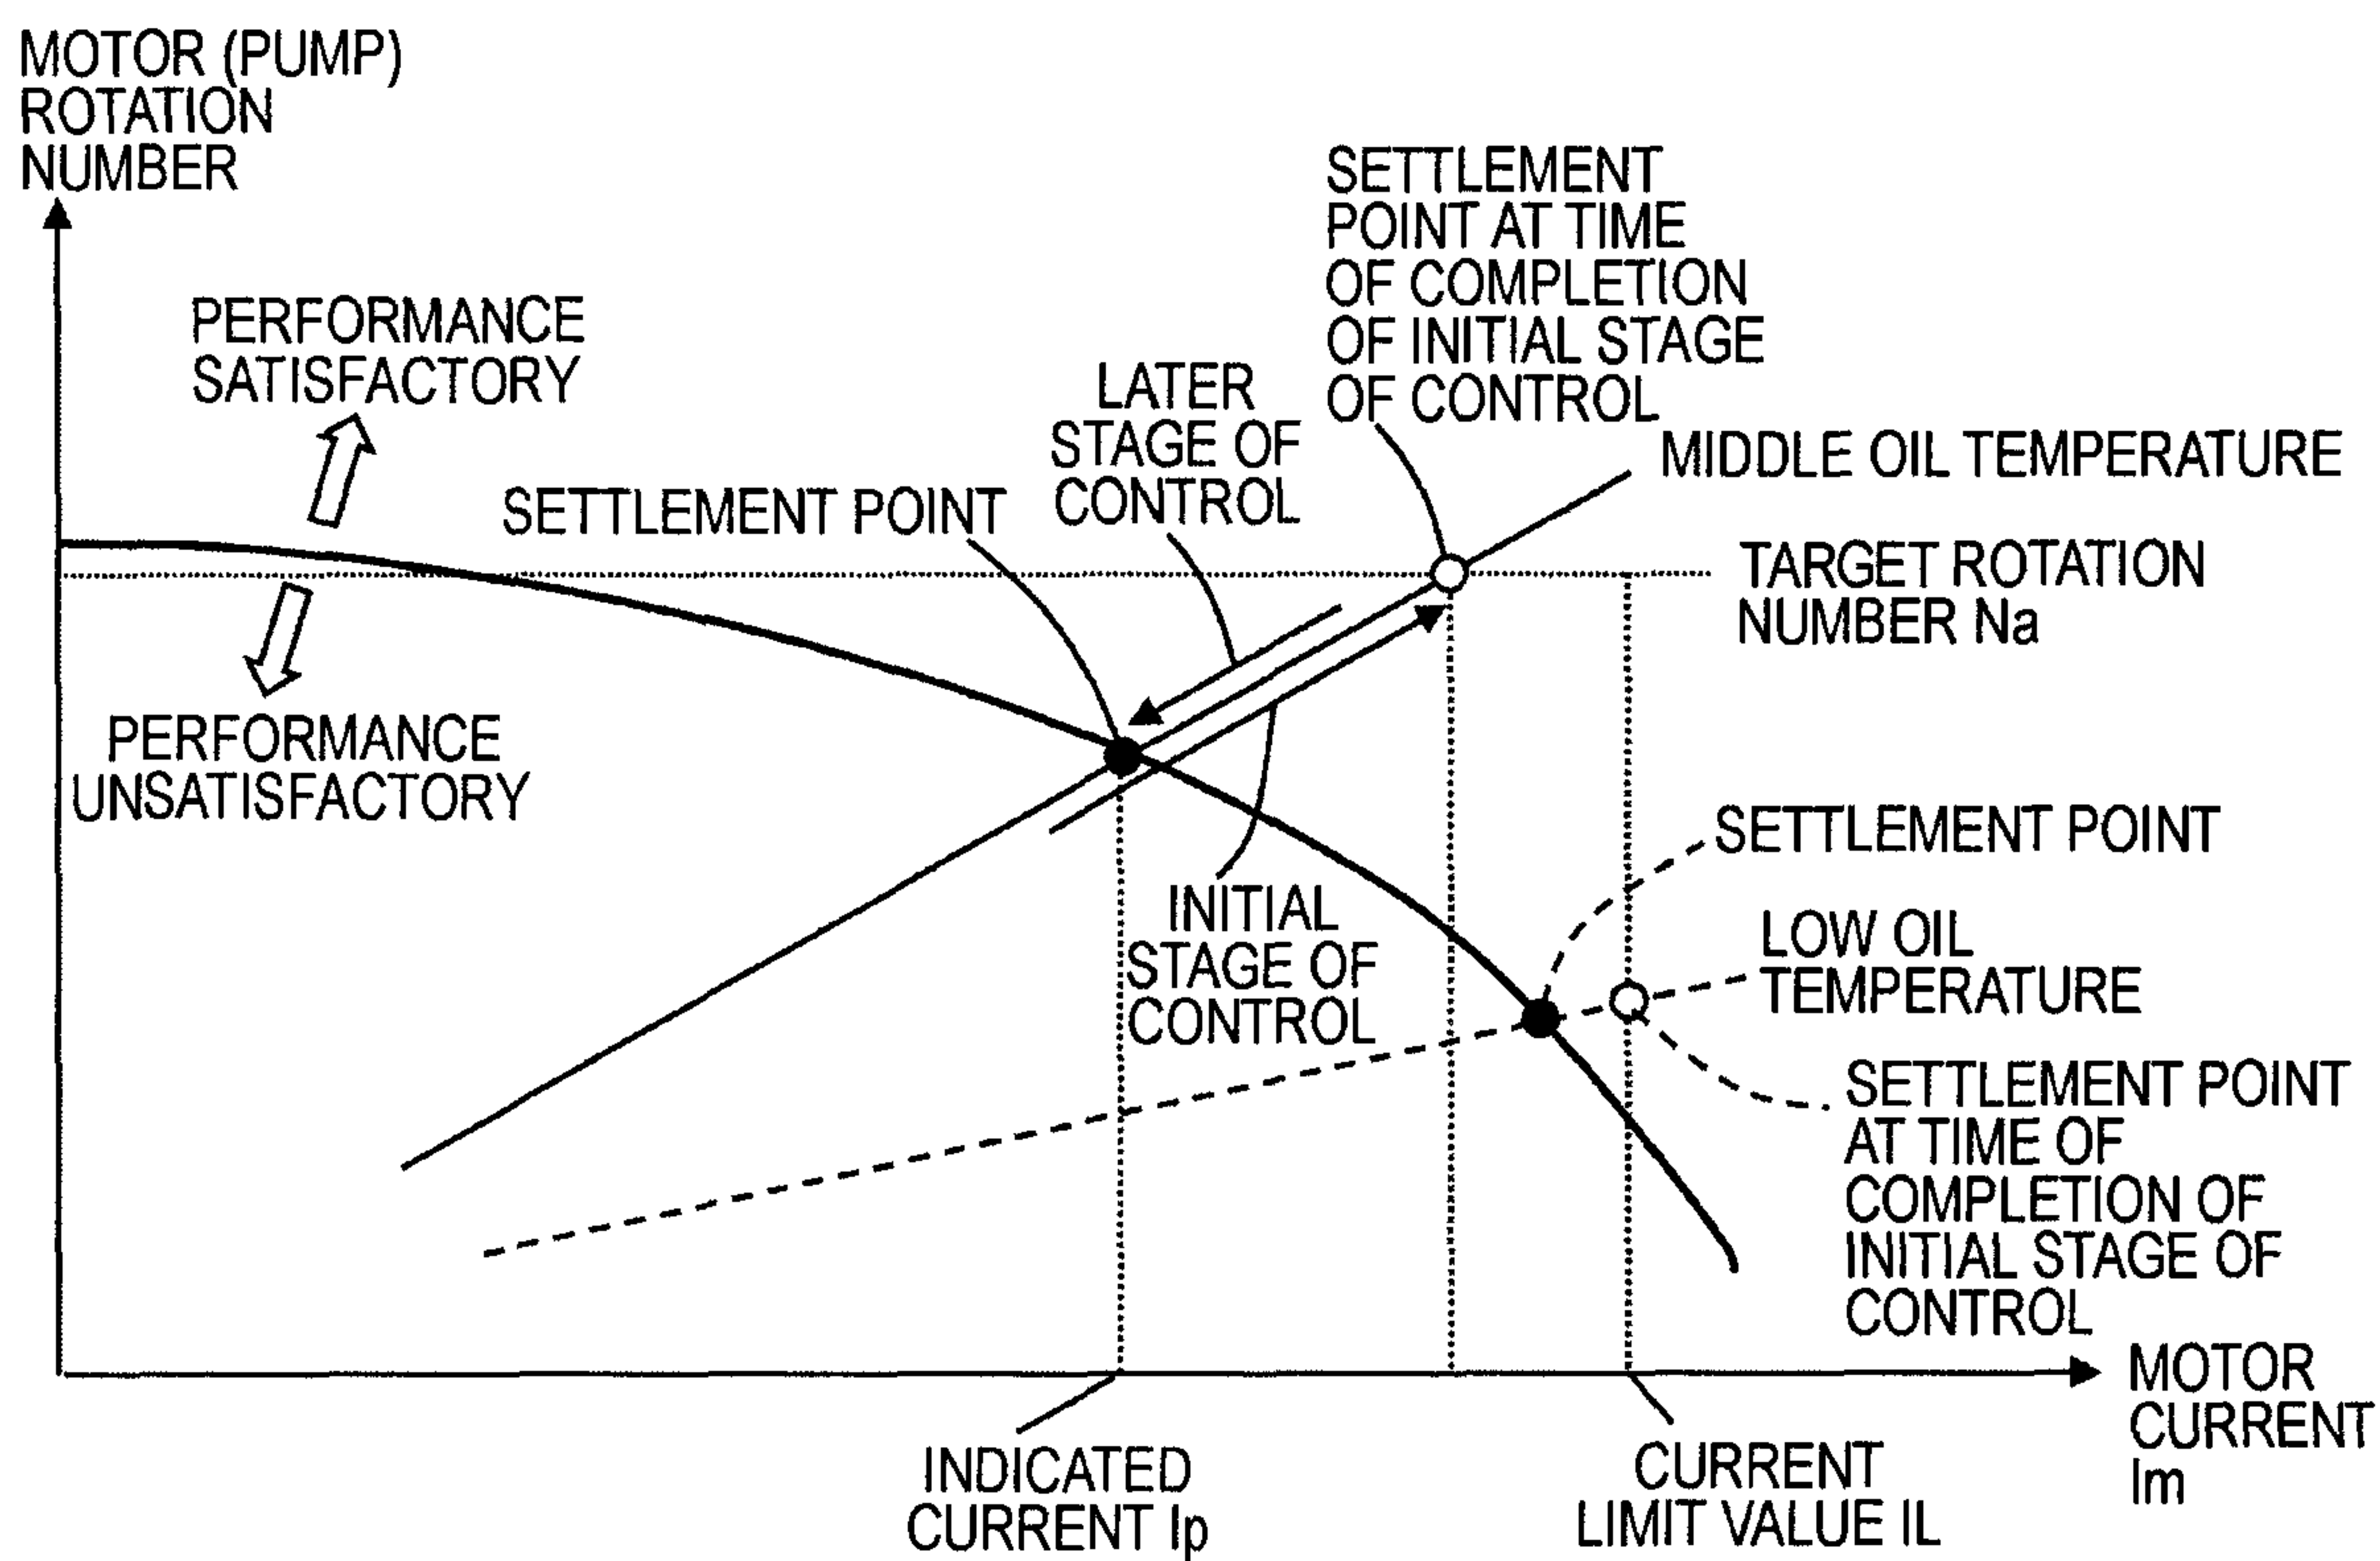 MOTOR (PUMP)
ROTATION
NUMBER
PERFORMANCE
SATISFACTORY
SETTLEMENT POINT
LATER
STAGE OF
CONTROL
SETTLEMENT
POINT AT TIME
OF COMPLETION
OF INITIAL STAGE
OF CONTROL
MIDDLE OIL TEMPERATURE
TARGET ROTATION
NUMBER Na
PERFORMANCE
UNSATISFACTORY
INITIAL
STAGE OF
CONTROL
SETTLEMENT POINT
LOW OIL
TEMPERATURE
SETTLEMENT POINT
AT TIME OF
COMPLETION OF
INITIAL STAGE OF
CONTROL
MOTOR
CURRENT
Im
INDICATED
CURRENT Ip
CURRENT
LIMIT VALUE IL